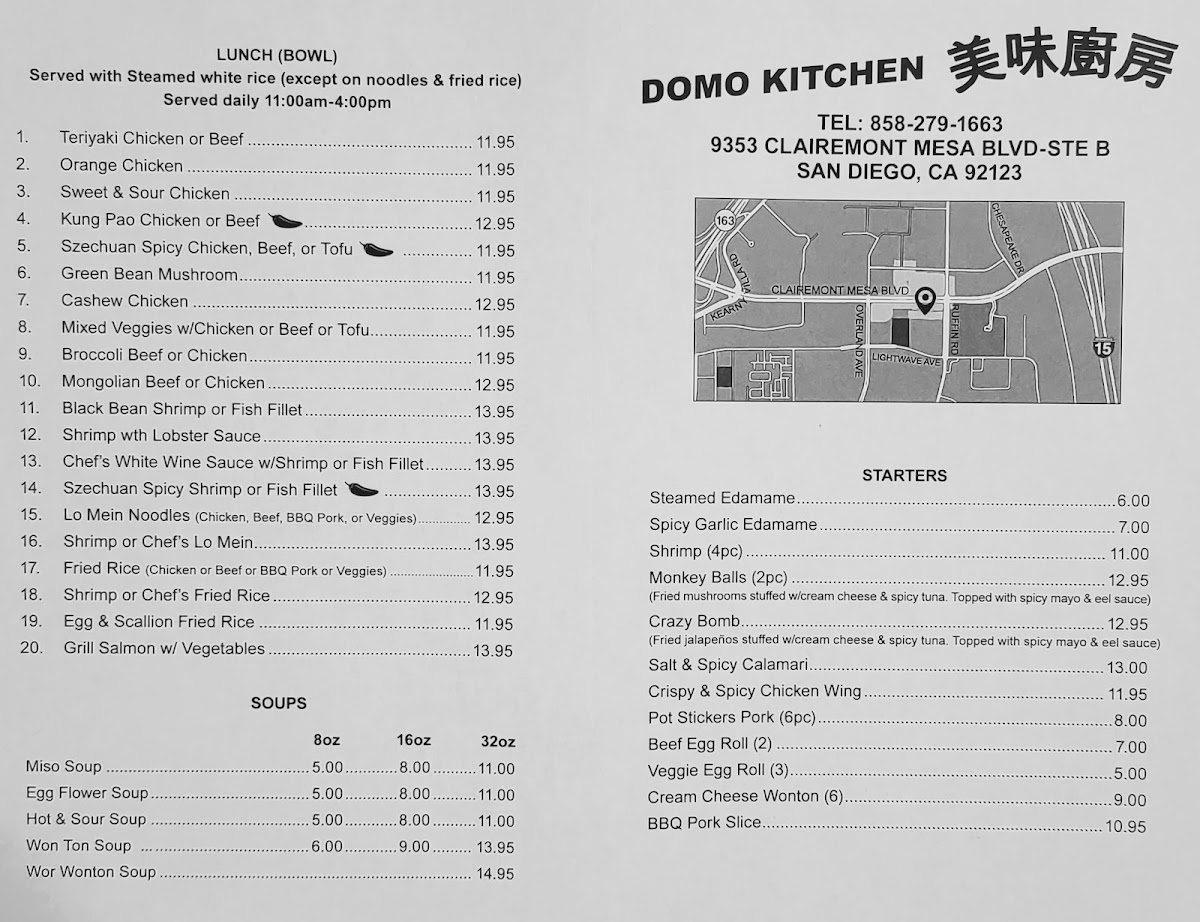 LUNCH (BOWL)
Served with Steamed white rice (except on noodles & fried rice)
Served daily 11:00am-4:00pm
1. Teriyaki Chicken or Beef 11.95
2. Orange Chicken 11.95
3. Sweet & Sour Chicken 11.95
4. Kung Pao Chicken or Beef 12.95
5. Szechuan Spicy Chicken, Beef, or Tofu 11.95
6. Green Bean Mushroom 11.95
7. Cashew Chicken 12.95
8. Mixed Veggies w/Chicken or Beef or Tofu 11.95
9. Broccoli Beef or Chicken 11.95
10. Mongolian Beef or Chicken 12.95
11. Black Bean Shrimp or Fish Fillet 13.95
12. Shrimp wth Lobster Sauce 13.95
13. Chef's White Wine Sauce w/Shrimp or Fish Fillet 13.95
14. Szechuan Spicy Shrimp or Fish Fillet 13.95
15. Lo Mein Noodles (Chicken, Beef, BBQ Pork, or Veggies) 12.95
16. Shrimp or Chef's Lo Mein 13.95
17. Fried Rice (Chicken or Beef or BBQ Pork or Veggies) 11.95
18. Shrimp or Chef's Fried Rice 12.95
19. Egg & Scallion Fried Rice 11.95
20. Grill Salmon w/ Vegetables 13.95
SOUPS
8oz 16oz 32oz
Miso Soup 5.00 8.00 11.00
Egg Flower Soup 5.00 8.00 11.00
Hot & Sour Soup 5.00 8.00 11.00
Won Ton Soup 6.00 9.00 13.95
Wor Wonton Soup 14.95
DOMO KITCHEN 美味廚房
TEL: 858-279-1663
9353 CLAIREMONT MESA BLVD-STE B
SAN DIEGO, CA 92123
163
CHESAPEAKE DR
KEARNY VILLARD
CLAIREMONT MESA BLVD
OVERLAND AVE
RUFFIN RD
LIGHTWAVE AVE
15
STARTERS
Steamed Edamame 6.00
Spicy Garlic Edamame 7.00
Shrimp (4pc) 11.00
Monkey Balls (2pc) 12.95
(Fried mushrooms stuffed w/cream cheese & spicy tuna. Topped with spicy mayo & eel sauce)
Crazy Bomb 12.95
(Fried jalapeños stuffed w/cream cheese & spicy tuna. Topped with spicy mayo & eel sauce)
Salt & Spicy Calamari 13.00
Crispy & Spicy Chicken Wing 11.95
Pot Stickers Pork (6pc) 8.00
Beef Egg Roll (2) 7.00
Veggie Egg Roll (3) 5.00
Cream Cheese Wonton (6) 9.00
BBQ Pork Slice 10.95